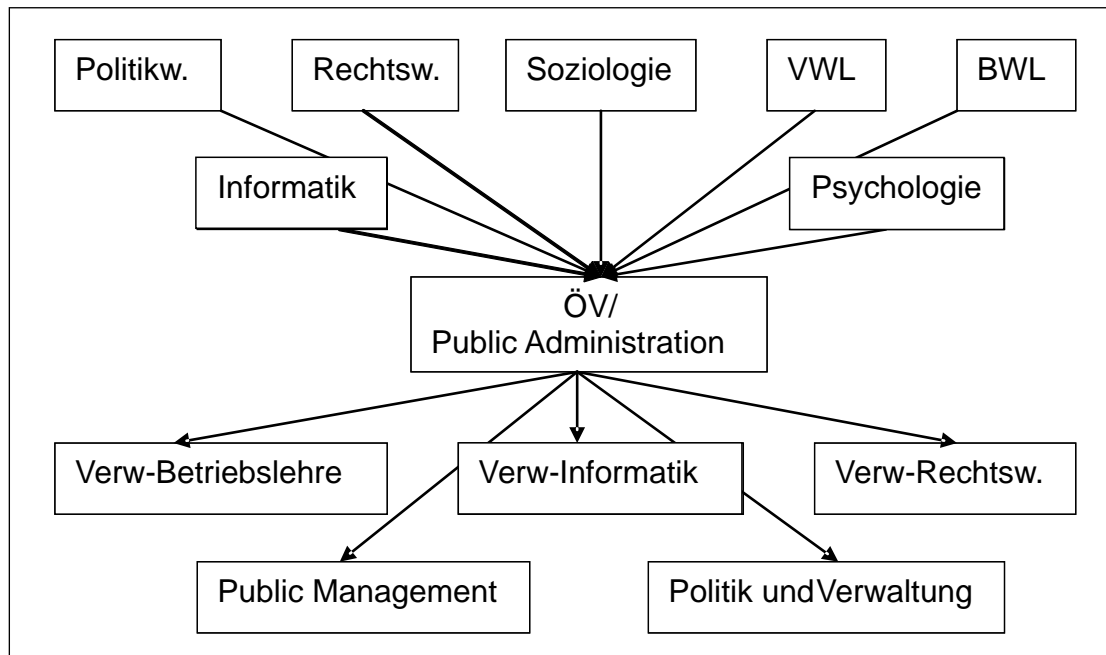 Politikw.
Rechtsw.
Soziologie
VWL
BWL
Informatik
Psychologie
ÖV/
Public Administration
Verw-Betriebslehre
Verw-Informatik
Verw-Rechtsw.
Public Management
Politik undVerwaltung